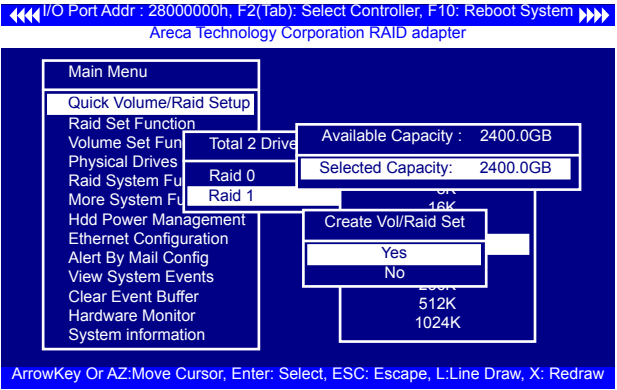 I/O Port Addr : 28000000h, F2(Tab): Select Controller, F10: Reboot System
Areca Technology Corporation RAID adapter
Main Menu
Quick Volume/Raid Setup
Raid Set Function
Volume Set Fun
Physical Drives
Raid System Fu
More System Fu
Hdd Power Management
Ethernet Configuration
Alert By Mail Config
View System Events
Clear Event Buffer
Hardware Monitor
System information
Total 2 Drive
Raid 0
Raid 1
Available Capacity : 2400.0GB
Selected Capacity: 2400.0GB
16K
Create Vol/Raid Set
Yes
No
512K
1024K
ArrowKey Or AZ:Move Cursor, Enter: Select, ESC: Escape, L:Line Draw, X: Redraw